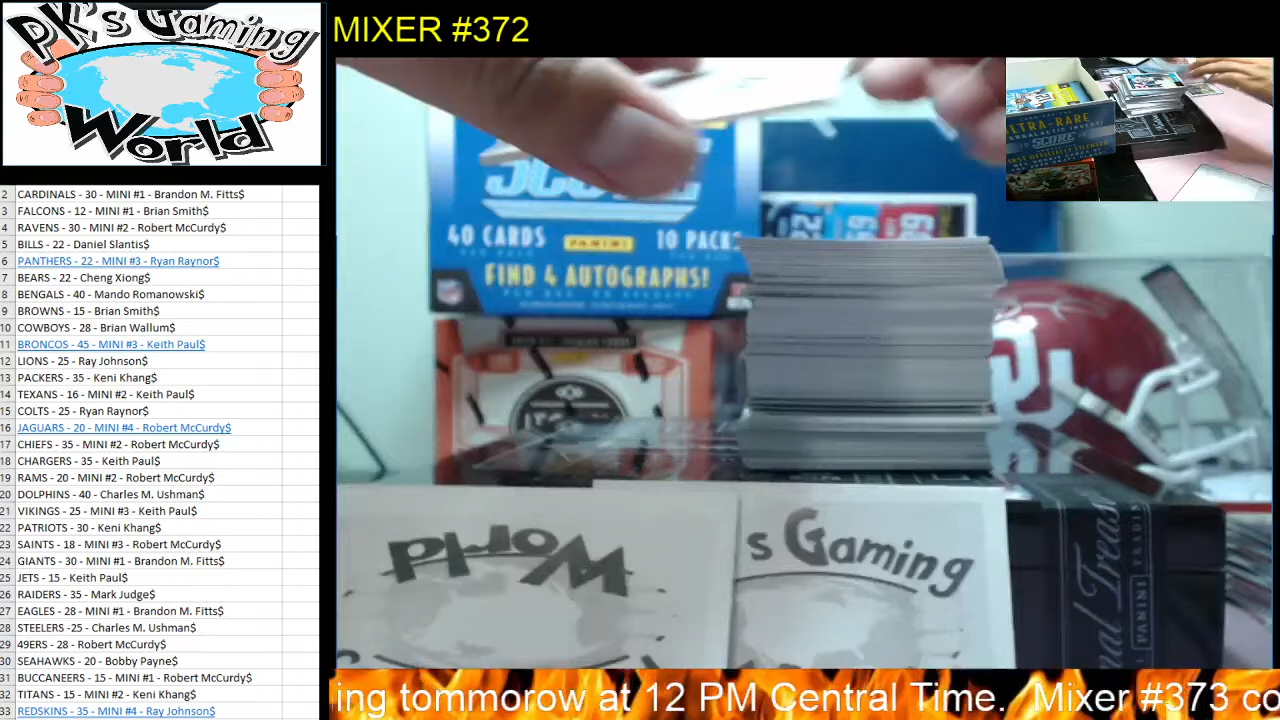 PK's Gaming
World
MIXER #372
2 CARDINALS - 30 - MINI #1 - Brandon M. Fitts$
3 FALCONS - 12 - MINI #1 - Brian Smith$
4 RAVENS - 30 - MINI #2 - Robert McCurdy$
5 BILLS - 22 - Daniel Slantis$
6 PANTHERS - 22 - MINI #3 - Ryan Raynor$
7 BEARS - 22 - Cheng Xiong$
8 BENGALS - 40 - Mando Romanowski$
9 BROWNS - 15 - Brian Smith$
10 COWBOYS - 28 - Brian Wallum$
11 BRONCOS - 45 - MINI #3 - Keith Paul$
12 LIONS - 25 - Ray Johnson$
13 PACKERS - 35 - Keni Khang$
14 TEXANS - 16 - MINI #2 - Keith Paul$
15 COLTS - 25 - Ryan Raynor$
16 JAGUARS - 20 - MINI #4 - Robert McCurdy$
17 CHIEFS - 35 - MINI #2 - Robert McCurdy$
18 CHARGERS - 35 - Keith Paul$
19 RAMS - 20 - MINI #2 - Robert McCurdy$
20 DOLPHINS - 40 - Charles M. Ushman$
21 VIKINGS - 25 - MINI #3 - Keith Paul$
22 PATRIOTS - 30 - Keni Khang$
23 SAINTS - 18 - MINI #3 - Robert McCurdy$
24 GIANTS - 30 - MINI #1 - Brandon M. Fitts$
25 JETS - 15 - Keith Paul$
26 RAIDERS - 35 - Mark Judge$
27 EAGLES - 28 - MINI #1 - Brandon M. Fitts$
28 STEELERS -25 - Charles M. Ushman$
29 49ERS - 28 - Robert McCurdy$
30 SEAHAWKS - 20 - Bobby Payne$
31 BUCCANEERS - 15 - MINI #1 - Robert McCurdy$
32 TITANS - 15 - MINI #2 - Keni Khang$
33 REDSKINS - 35 - MINI #4 - Ray Johnson$
SCORE
40 CARDS PANINI 10 PACKS
FIND 4 AUTOGRAPHS!
ULTRA-RARE
SCORE
World
s Gaming
PANINI
ing tommorow at 12 PM Central Time. Mixer #373 co